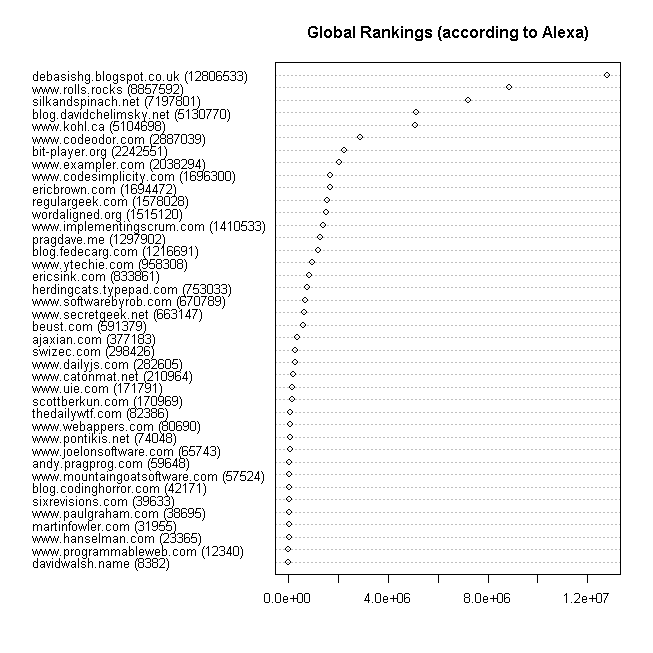 Global Rankings (according to Alexa)
debasishg.blogspot.co.uk (12806533)
www.rolls.rocks (8857592)
silkandspinach.net (7197801)
blog.davidchelimsky.net (5130770)
www.kohl.ca (5104698)
www.codeodor.com (2887039)
bit-player.org (2242551)
www.exampler.com (2038294)
www.codesimplicity.com (1696300)
ericbrown.com (1694472)
regulargeek.com (1578028)
wordaligned.org (1515120)
www.implementingscrum.com (1410533)
pragdave.me (1297902)
blog.fedecarg.com (1216691)
www.ytechie.com (958308)
ericsink.com (833861)
herdingcats.typepad.com (753033)
www.softwarebyrob.com (670789)
www.secretgeek.net (663147)
beust.com (591379)
ajaxian.com (377183)
swizec.com (298426)
www.dailyjs.com (282605)
www.catonmat.net (210964)
www.uie.com (171791)
scottberkun.com (170969)
thedailywtf.com (82386)
www.webappers.com (80690)
www.pontikis.net (74048)
www.joelonsoftware.com (65743)
andy.pragprog.com (59648)
www.mountaingoatsoftware.com (57524)
blog.codinghorror.com (42171)
sixrevisions.com (39633)
www.paulgraham.com (38695)
martinfowler.com (31955)
www.hanselman.com (23365)
www.programmableweb.com (12340)
davidwalsh.name (8382)
0.0e+00 4.0e+06 8.0e+06 1.2e+07